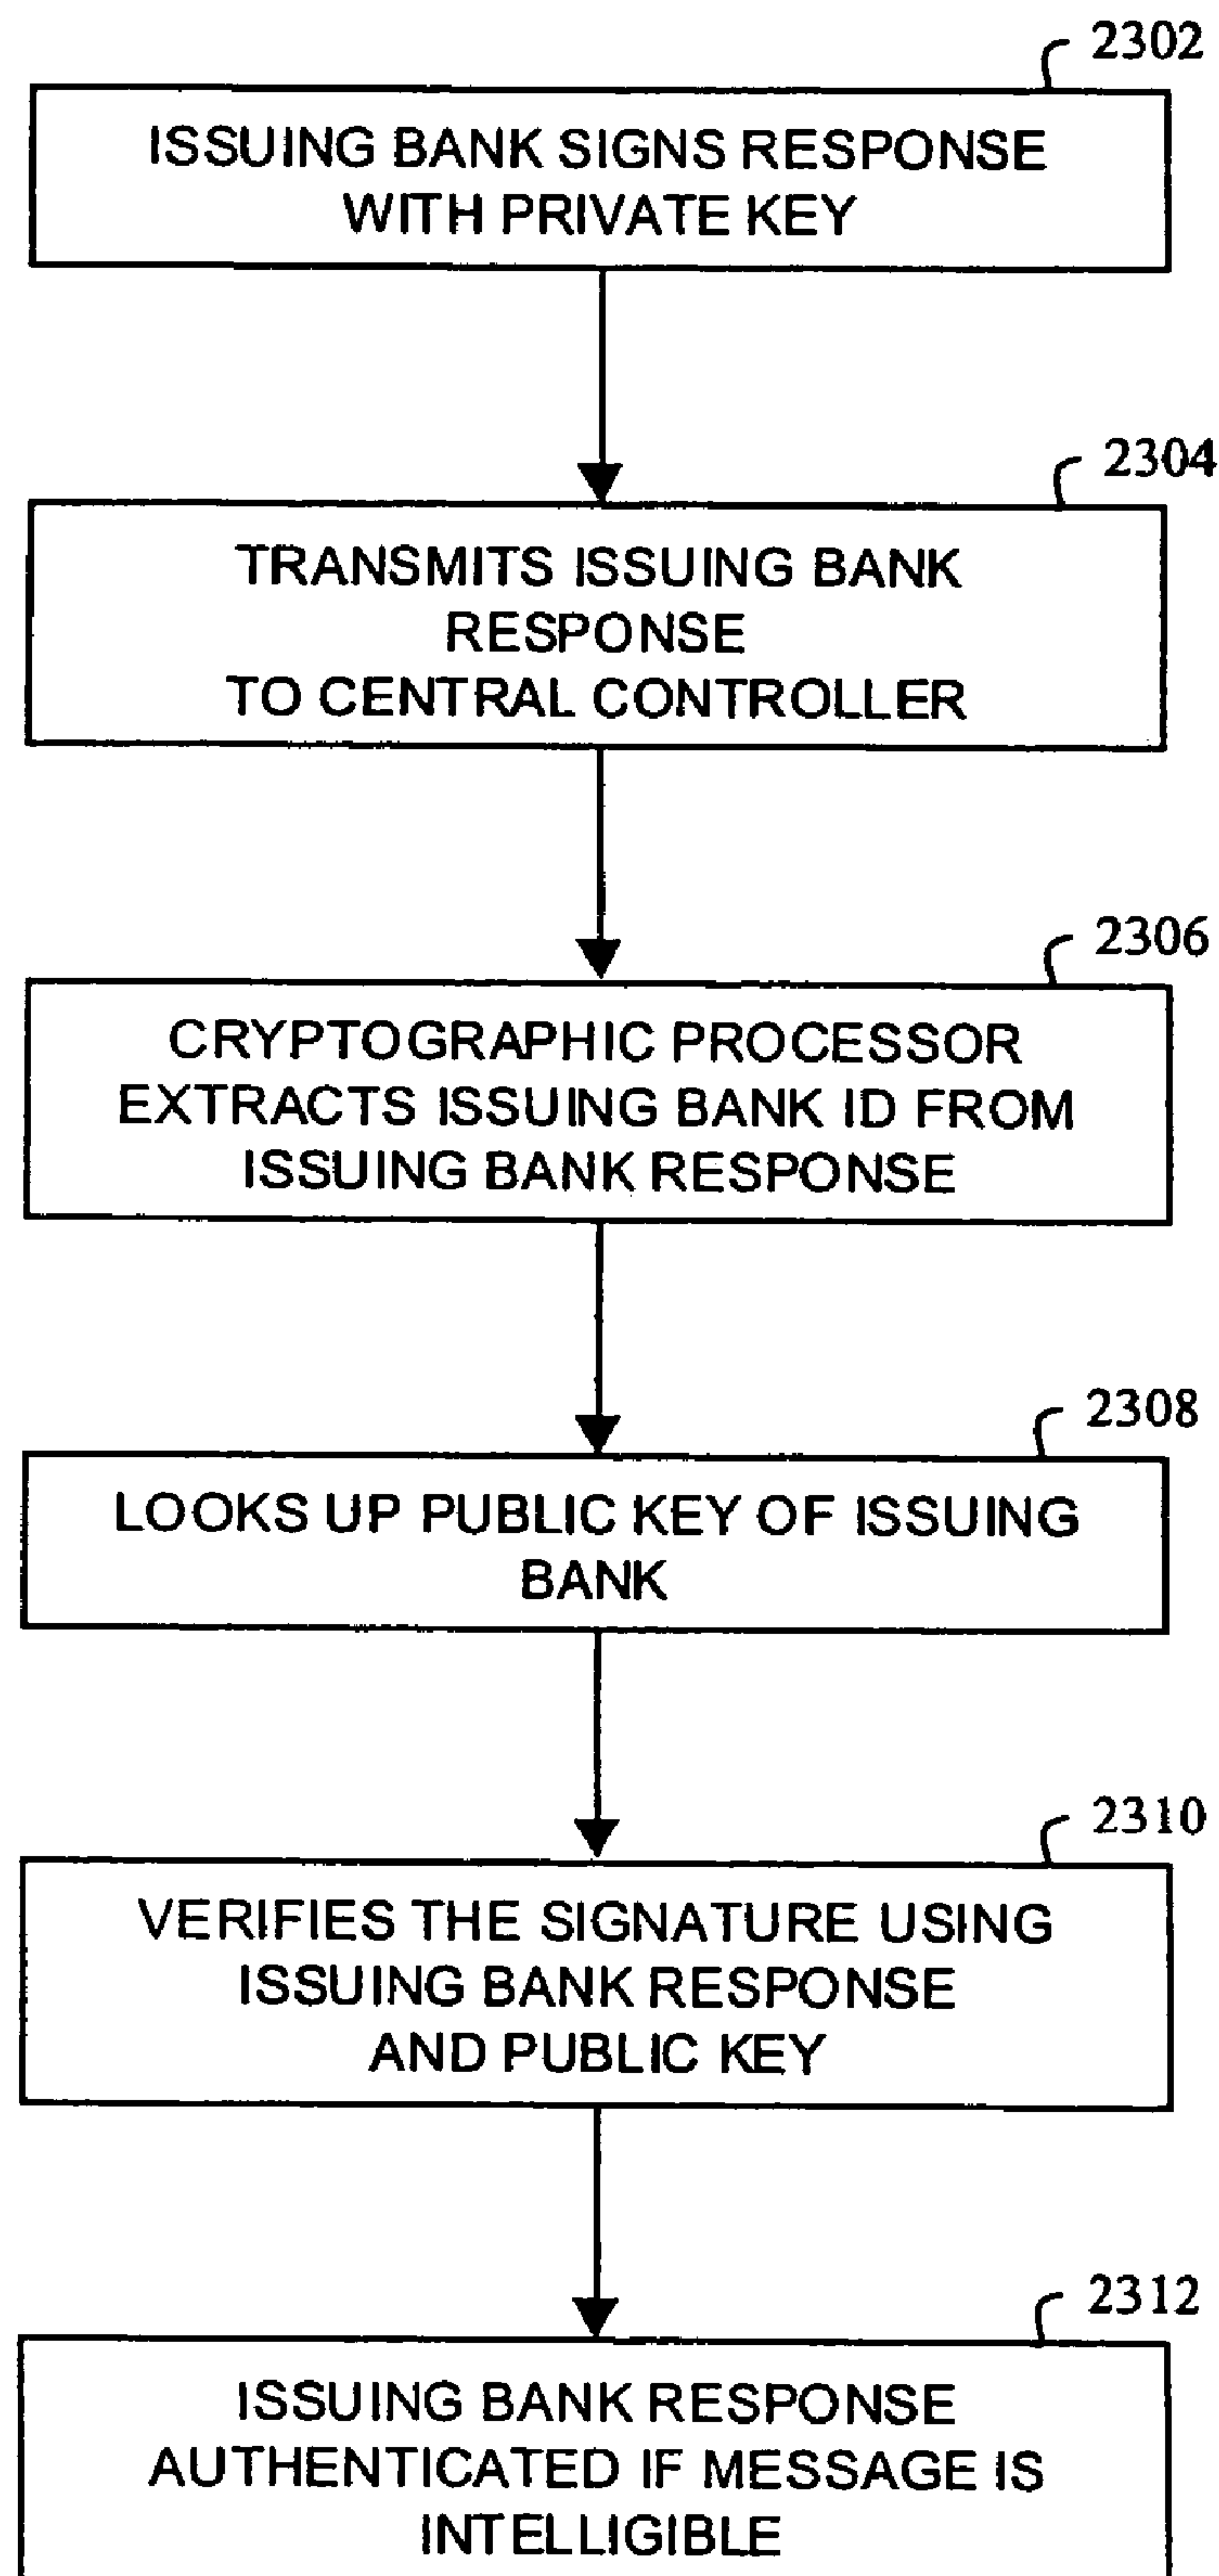 2302
ISSUING BANK SIGNS RESPONSE
WITH PRIVATE KEY
2304
TRANSMITS ISSUING BANK
RESPONSE
TO CENTRAL CONTROLLER
2306
CRYPTOGRAPHIC PROCESSOR
EXTRACTS ISSUING BANK ID FROM
ISSUING BANK RESPONSE
2308
LOOKS UP PUBLIC KEY OF ISSUING
BANK
2310
VERIFIES THE SIGNATURE USING
ISSUING BANK RESPONSE
AND PUBLIC KEY
2312
ISSUING BANK RESPONSE
AUTHENTICATED IF MESSAGE IS
INTELLIGIBLE